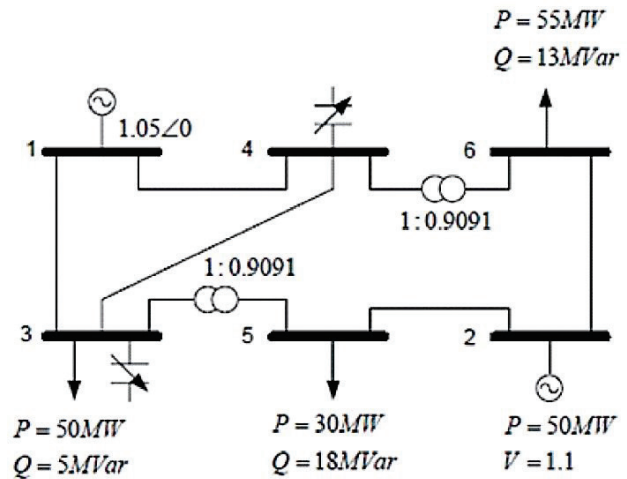 P = 55MW
Q = 13MVar
1.05∠0
1
4
6
1:0.9091
1:0.9091
3
5
2
P = 50MW
Q = 5MVar
P = 30MW
Q = 18MVar
P = 50MW
V = 1.1